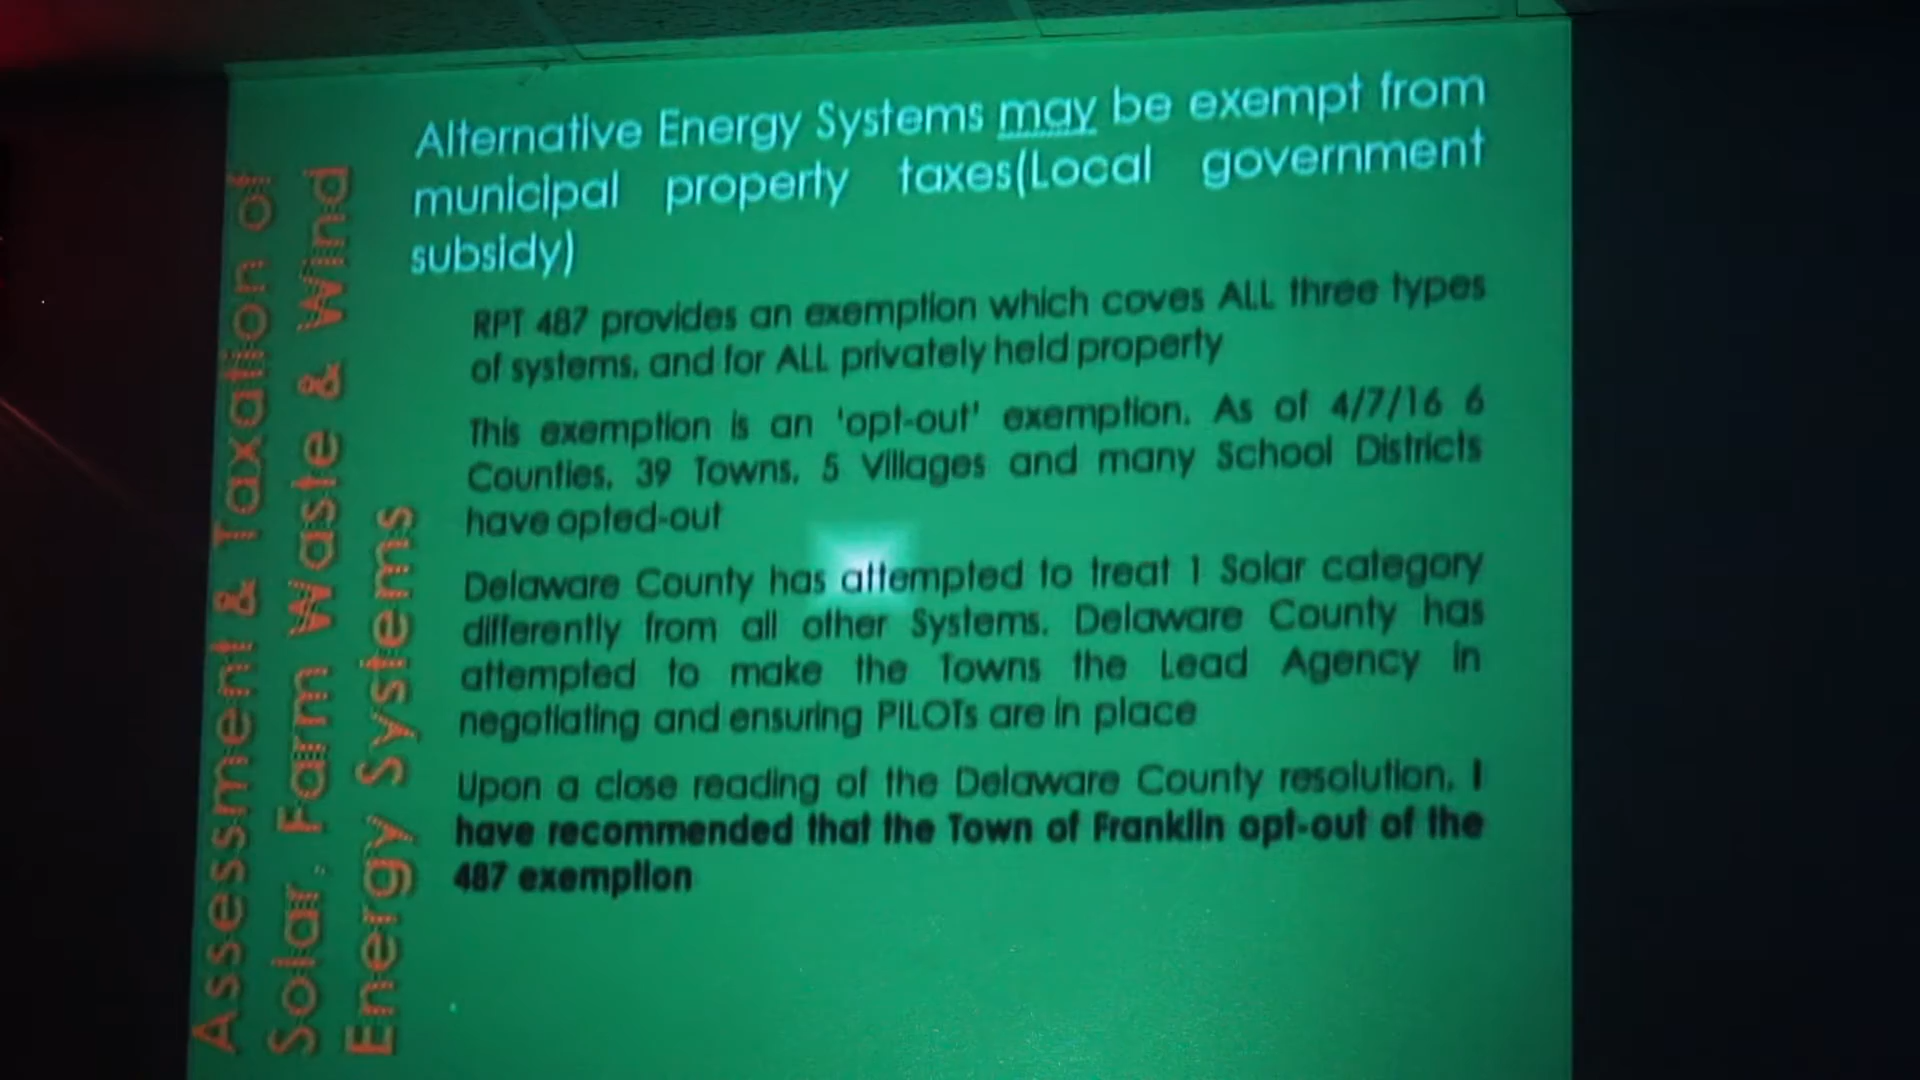 Assessment & Taxation of
Solar, Farm Waste & Wind
Energy Systems
Alternative Energy Systems may be exempt from
municipal property taxes(Local government
subsidy)
RPT 487 provides an exemption which coves ALL three types
of systems, and for ALL privately held property
This exemption is an 'opt-out' exemption. As of 4/7/16 6
Counties, 39 Towns, 5 Villages and many School Districts
have opted-out
Delaware County has attempted to treat 1 Solar category
differently from all other Systems. Delaware County has
attempted to make the Towns the Lead Agency in
negotiating and ensuring PILOTs are in place
Upon a close reading of the Delaware County resolution, I
have recommended that the Town of Franklin opt-out of the
487 exemption